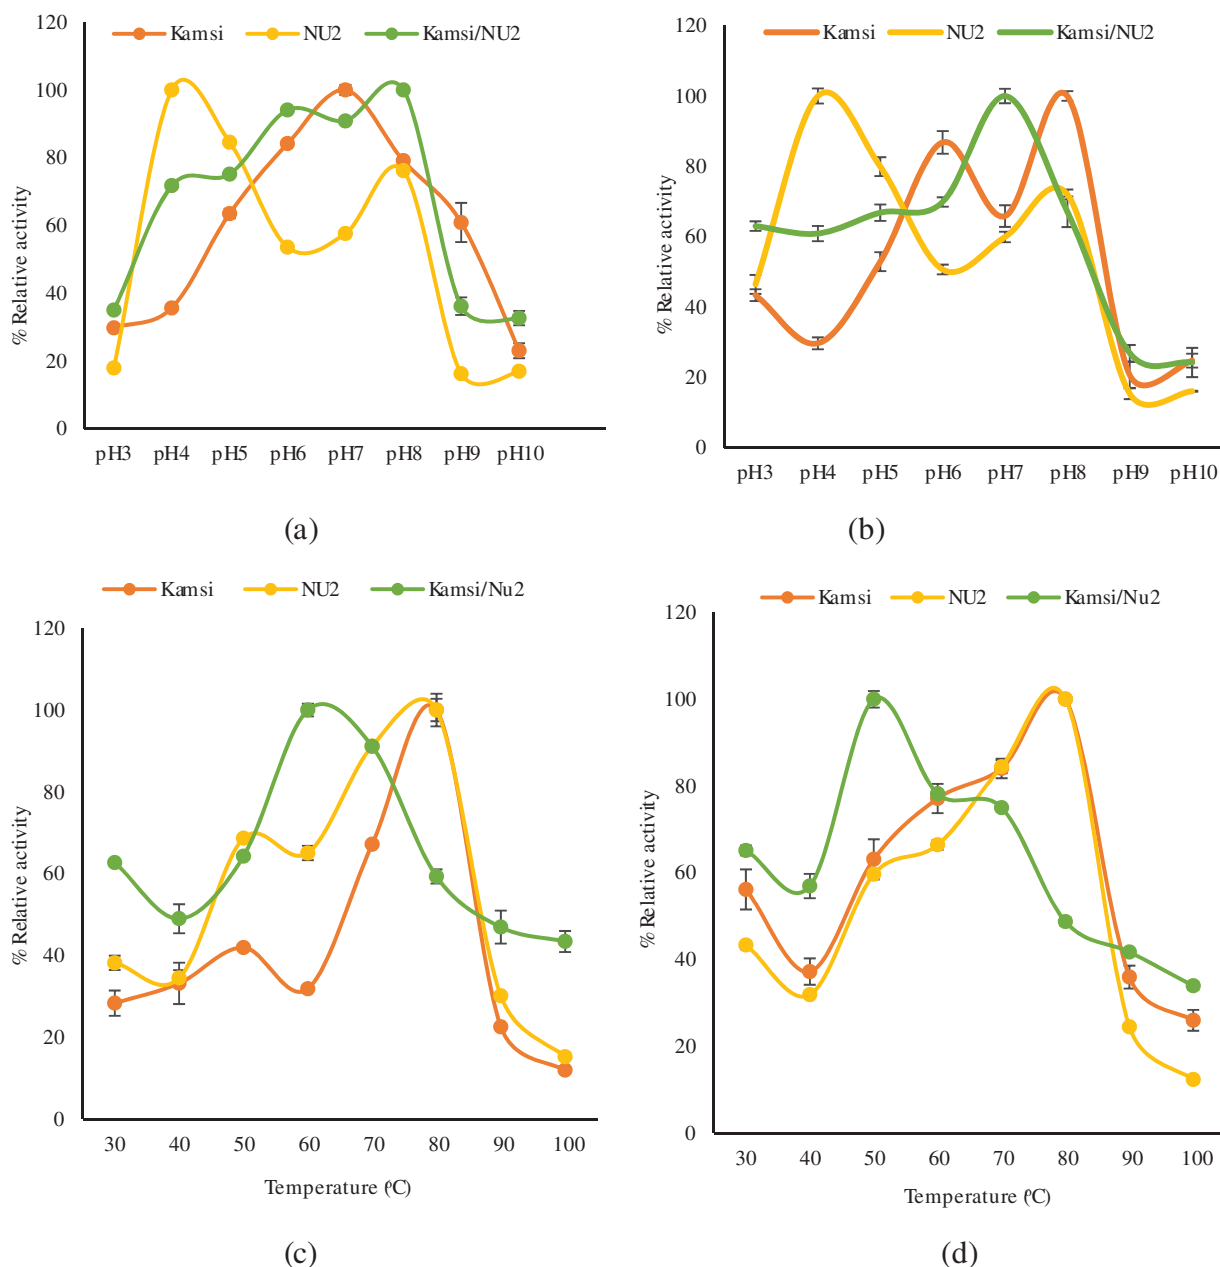 Kamsi NU2 Kamsi/NU2
120
100
80
60
40
20
0
% Relative activity
pH3 pH4 pH5 pH6 pH7 pH8 pH9 pH10
(a)
Kamsi NU2 Kamsi/NU2
120
100
80
60
40
20
0
% Relative activity
pH3 pH4 pH5 pH6 pH7 pH8 pH9 pH10
(b)
Kamsi NU2 Kamsi/Nu2
120
100
80
60
40
20
0
% Relative activity
30 40 50 60 70 80 90 100
Temperature (ºC)
(c)
Kamsi NU2 Kamsi/Nu2
120
100
80
60
40
20
0
% Relative activity
30 40 50 60 70 80 90 100
Temperature (ºC)
(d)